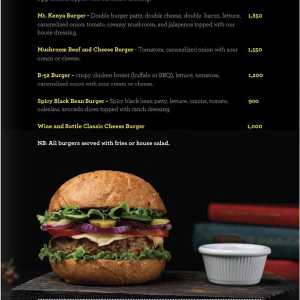 Mt. Kenya Burger - Double burger patty, double cheese, double bacon, lettuce, 1,850
caramelized onion, tomato, creamy mushroom, and jalapenos topped with our
house dressing.
Mushroom Beef and Cheese Burger - Tomatoes, caramelized onion with sour 1,550
cream or cheese.
B-52 Burger - crispy chicken breast (buffalo or BBQ), lettuce, tomatoes, 1,200
caramelized onion with sour cream or cheese.
Spicy Black Bean Burger - Spicy black bean patty, lettuce, onions, tomato, 900
coleslaw, avocado slices topped with ranch dressing.
Wine and Bottle Classic Cheese Burger 1,000
NB: All burgers served with fries or house salad.